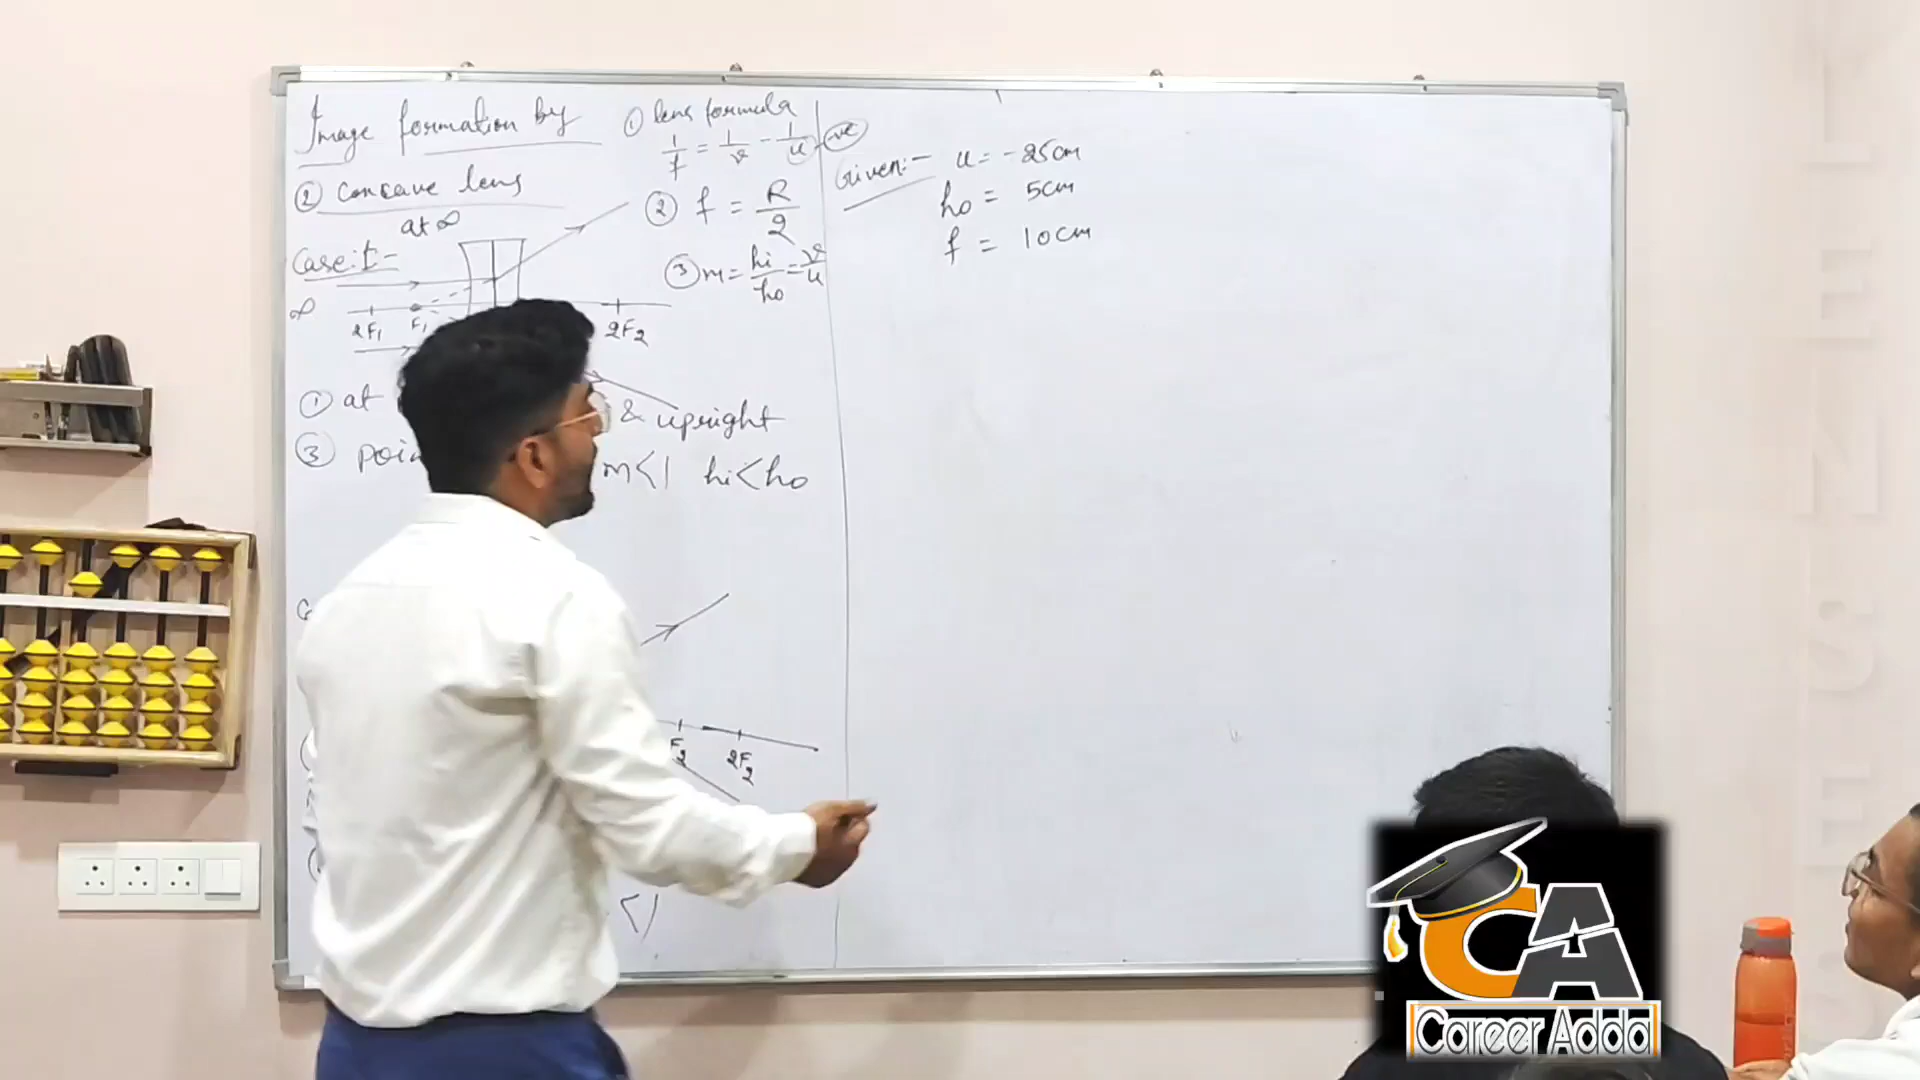 Image formation by
② Concave lens
at ∞
Case:I-
∞
2F₁ F₁ 2F₂
① at & upright
③ m<1 hi<ho
F₂ 2F₂
① lens formula
1/f = 1/v - 1/u -ve
② f = R/2
③ m = hi/ho = v/u
Given:- u = -25cm
ho = 5cm
f = 10cm
CA
Career Adda